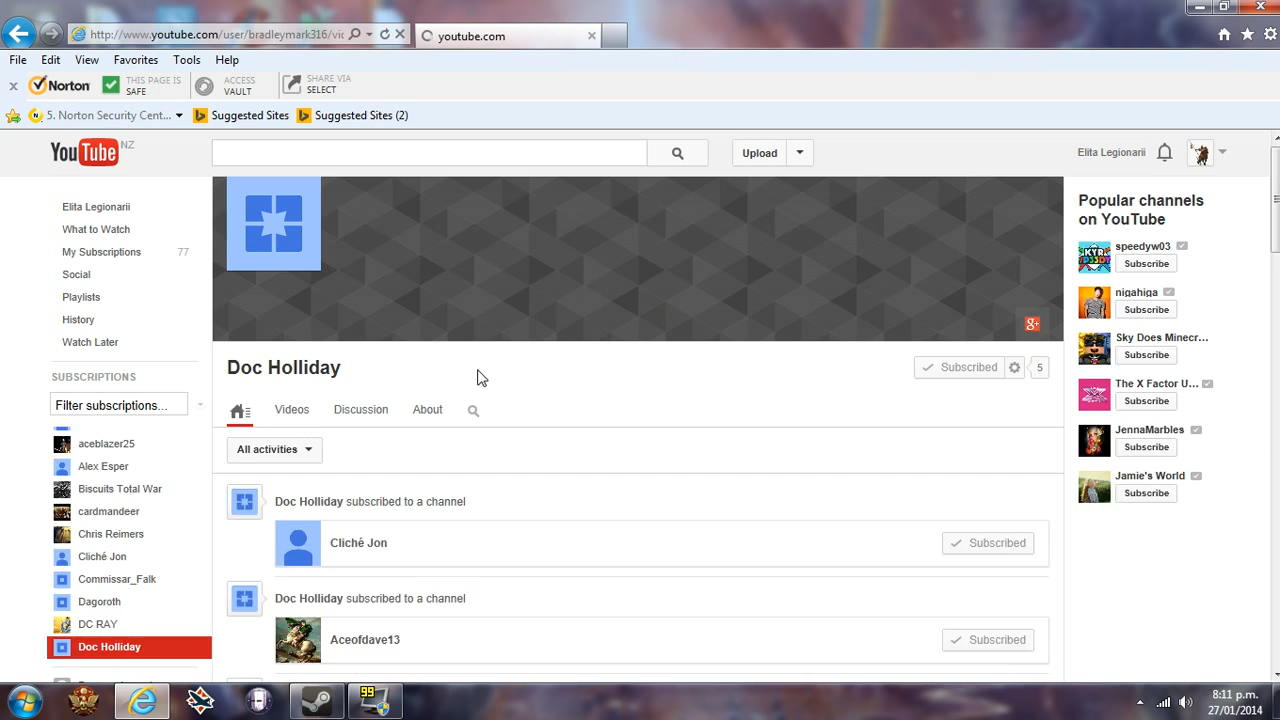 http://www.youtube.com/user/bradleymark316/vic
youtube.com
File Edit View Favorites Tools Help
Norton
THIS PAGE IS
SAFE
ACCESS
VAULT
SHARE VIA
SELECT
5. Norton Security Cent...
Suggested Sites
Suggested Sites (2)
YouTube NZ
Upload
Elita Legionarii
Elita Legionarii
What to Watch
My Subscriptions 77
Social
Playlists
History
Watch Later
SUBSCRIPTIONS
Filter subscriptions...
aceblazer25
Alex Esper
Biscuits Total War
cardmandeer
Chris Reimers
Cliché Jon
Commissar_Falk
Dagoroth
DC RAY
Doc Holliday
g+
Doc Holliday
Subscribed 5
Videos Discussion About
All activities
Doc Holliday subscribed to a channel
Cliché Jon
Subscribed
Doc Holliday subscribed to a channel
Aceofdave13
Subscribed
Popular channels
on YouTube
speedyw03
Subscribe
nigahiga
Subscribe
Sky Does Minecr...
Subscribe
The X Factor U...
Subscribe
JennaMarbles
Subscribe
Jamie's World
Subscribe
99
8:11 p.m.
27/01/2014